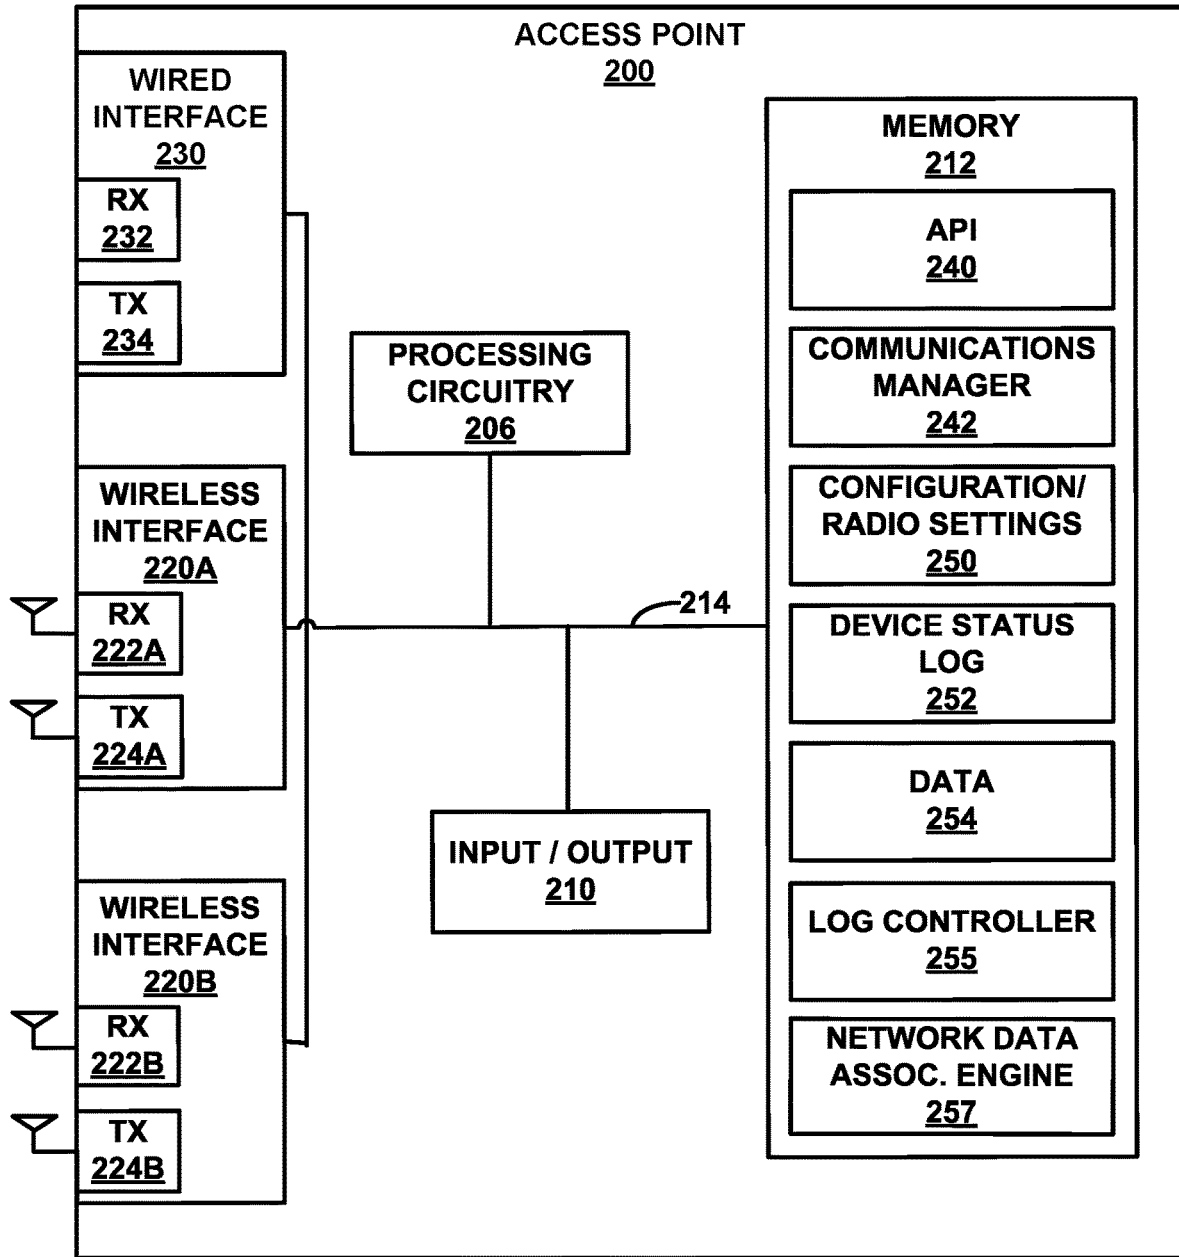 ACCESS POINT
200
WIRED
INTERFACE
230
RX
232
TX
234
WIRELESS
INTERFACE
220A
RX
222A
TX
224A
WIRELESS
INTERFACE
220B
RX
222B
TX
224B
PROCESSING
CIRCUITRY
206
214
INPUT / OUTPUT
210
MEMORY
212
API
240
COMMUNICATIONS
MANAGER
242
CONFIGURATION/
RADIO SETTINGS
250
DEVICE STATUS
LOG
252
DATA
254
LOG CONTROLLER
255
NETWORK DATA
ASSOC. ENGINE
257